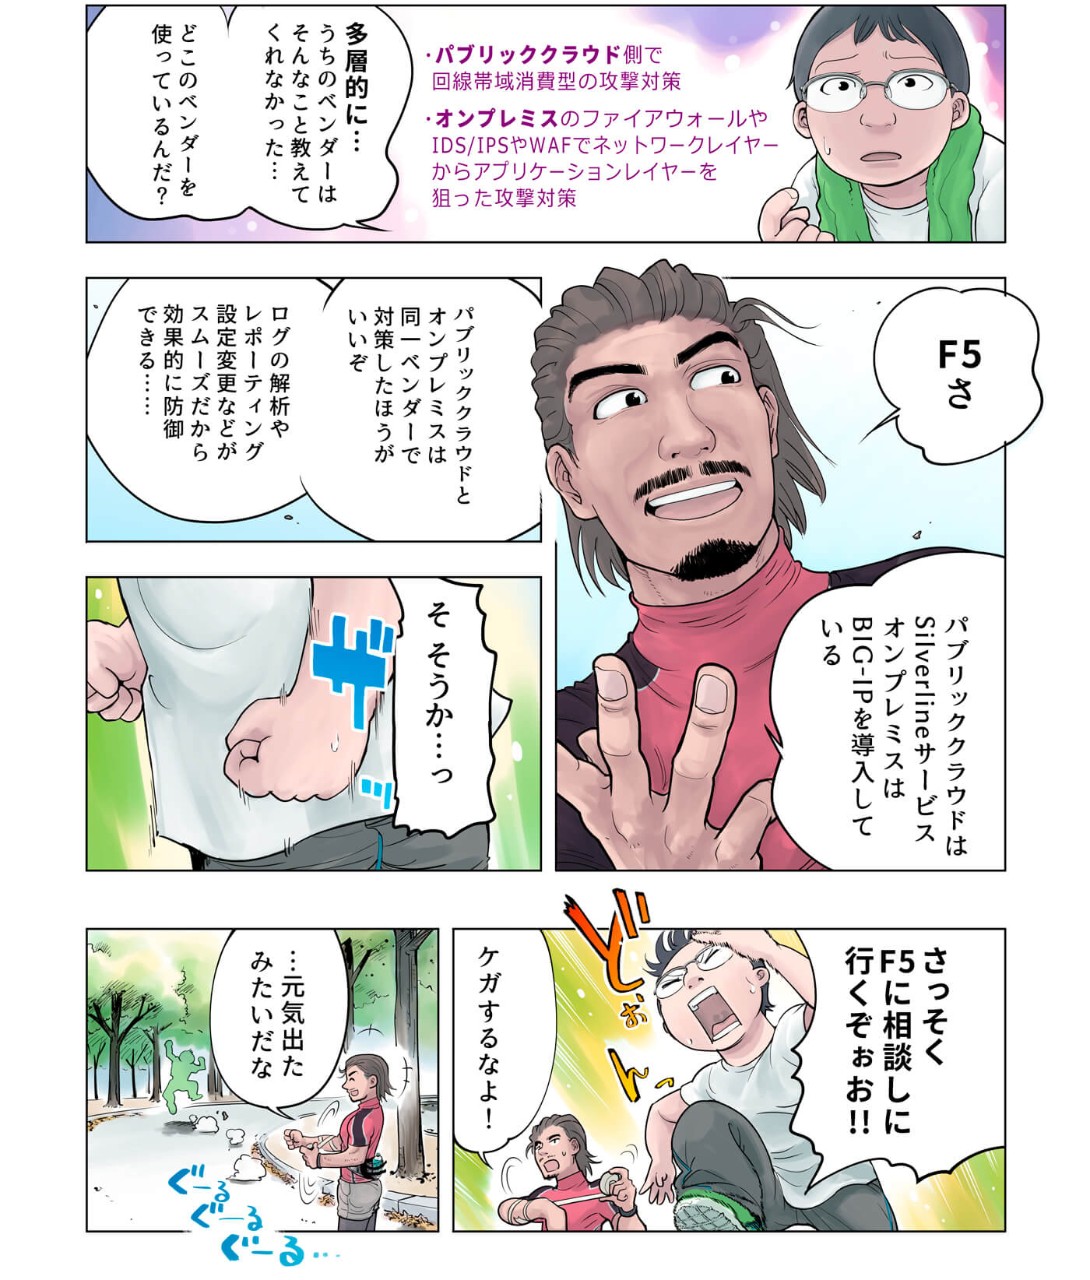 ・パブリッククラウド側で
回線帯域消費型の攻撃対策
・オンプレミスのファイアウォールや
IDS/IPSやWAFでネットワークレイヤー
からアプリケーションレイヤーを
狙った攻撃対策
多層的に…
うちのベンダーは
そんなこと教えて
くれなかった…
どこのベンダーを
使っているんだ?
F5
さ
パブリッククラウドは
Silverlineサービス
オンプレミスは
BIG-IPを導入して
いる
パブリッククラウドと
オンプレミスは
同一ベンダーで
対策したほうが
いいぞ
ログの解析や
レポーティング
設定変更などが
スムーズだから
効果的に防御
できる……
そ そうか…っ
ザッ
さっそく
F5に相談しに
行くぞぉお!!
どぉんっ
ケガするなよ!
…元気出た
みたいだな
ぐーる
ぐーる
ぐーる…